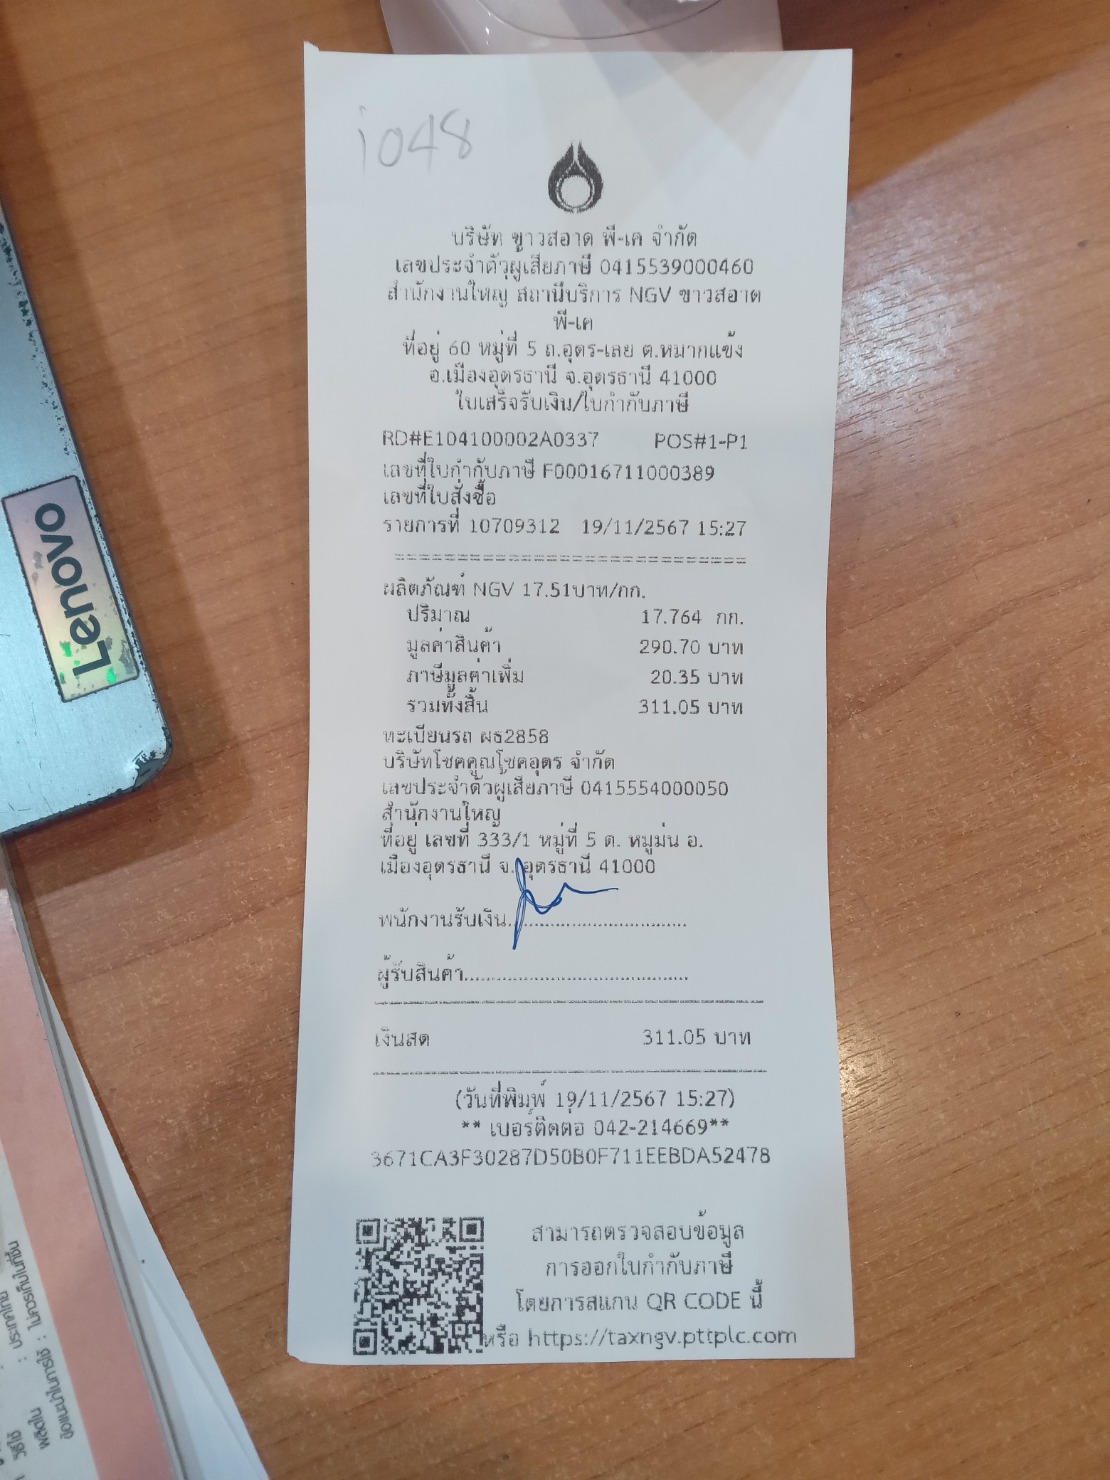 i048
บริษัท ขาวสอาด พี-เค จำกัด
เลขประจำตัวผู้เสียภาษี 0415539000460
สำนักงานใหญ่ สถานีบริการ NGV ขาวสอาด
พี-เค
ที่อยู่ 60 หมู่ที่ 5 ถ.อุดร-เลย ต.หมากแข้ง
อ.เมืองอุดรธานี จ.อุดรธานี 41000
ใบเสร็จรับเงิน/ใบกำกับภาษี
RD#E104100002A0337 POS#1-P1
เลขที่ใบกำกับภาษี F00016711000389
เลขที่ใบสั่งซื้อ
รายการที่ 10709312 19/11/2567 15:27
ผลิตภัณฑ์ NGV 17.51บาท/กก.
ปริมาณ 17.764 กก.
มูลค่าสินค้า 290.70 บาท
ภาษีมูลค่าเพิ่ม 20.35 บาท
รวมทั้งสิ้น 311.05 บาท
ทะเบียนรถ ผธ2858
บริษัทโชคคูณโชคอุดร จำกัด
เลขประจำตัวผู้เสียภาษี 0415554000050
สำนักงานใหญ่
ที่อยู่ เลขที่ 333/1 หมู่ที่ 5 ต. หมูม่น อ.
เมืองอุดรธานี จ. อุดรธานี 41000
พนักงานรับเงิน..............................
ผู้รับสินค้า......................................
เงินสด 311.05 บาท
(วันที่พิมพ์ 19/11/2567 15:27)
** เบอร์ติดต่อ 042-214669**
3671CA3F30287D50B0F711EEBDA52478
สามารถตรวจสอบข้อมูล
การออกใบกำกับภาษี
โดยการสแกน QR CODE นี้
หรือ https://taxngv.pttplc.com
Lenovo